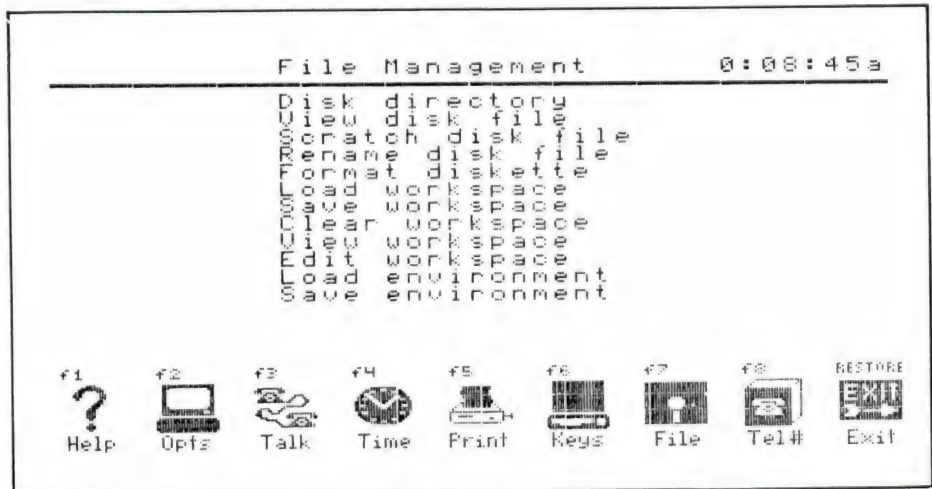 File Management 0:08:45a
Disk directory
View disk file
Scratch disk file
Rename disk file
Format diskette
Load workspace
Save workspace
Clear workspace
View workspace
Edit workspace
Load environment
Save environment
f1 f2 f3 f4 f5 f6 f7 f8 RESTORE
EXIT
Help Opts Talk Time Print Keys File Tel# Exit